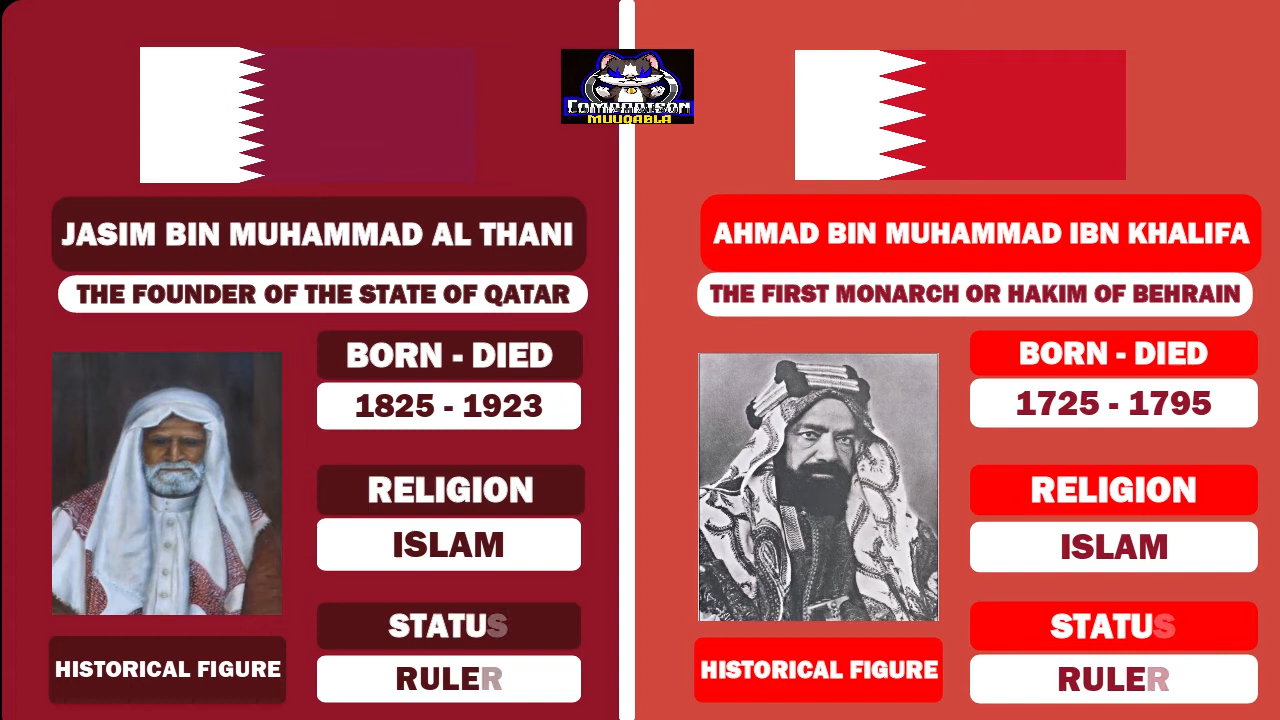 COMPARISON
MUUQABLA
JASIM BIN MUHAMMAD AL THANI
THE FOUNDER OF THE STATE OF QATAR
BORN - DIED
1825 - 1923
RELIGION
ISLAM
STATUS
RULER
HISTORICAL FIGURE
AHMAD BIN MUHAMMAD IBN KHALIFA
THE FIRST MONARCH OR HAKIM OF BEHRAIN
BORN - DIED
1725 - 1795
RELIGION
ISLAM
STATUS
RULER
HISTORICAL FIGURE